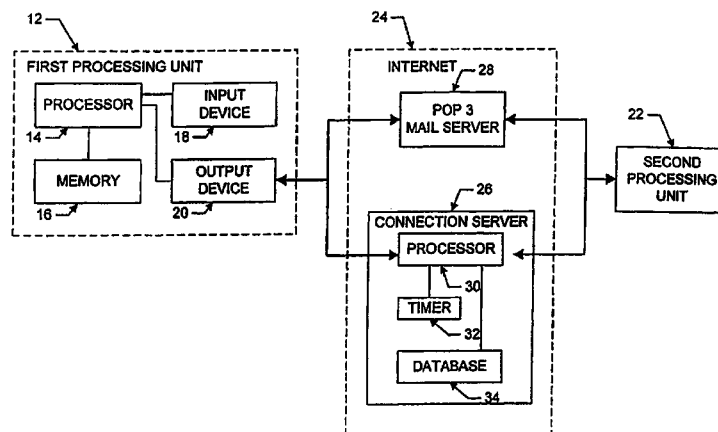 12
24
FIRST PROCESSING UNIT
PROCESSOR
14
INPUT
DEVICE
18
MEMORY
16
OUTPUT
DEVICE
20
INTERNET
28
POP 3
MAIL SERVER
26
CONNECTION SERVER
PROCESSOR
30
TIMER
32
DATABASE
34
22
SECOND
PROCESSING
UNIT